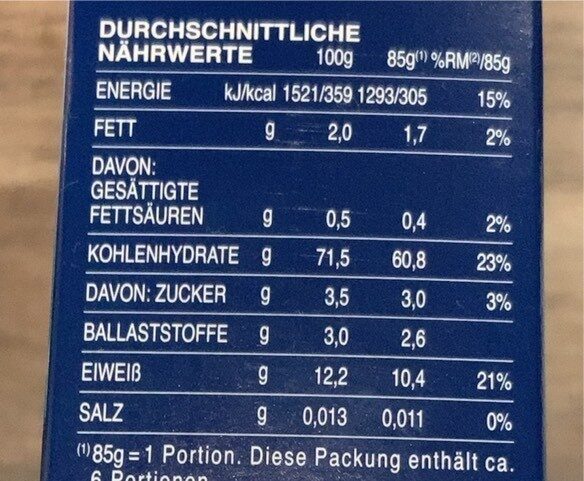 DURCHSCHNITTLICHE
NÄHRWERTE 100g 85g(1) %RM(2)/85g
ENERGIE kJ/kcal 1521/359 1293/305 15%
FETT g 2,0 1,7 2%
DAVON:
GESÄTTIGTE
FETTSÄUREN g 0,5 0,4 2%
KOHLENHYDRATE g 71,5 60,8 23%
DAVON: ZUCKER g 3,5 3,0 3%
BALLASTSTOFFE g 3,0 2,6
EIWEIß g 12,2 10,4 21%
SALZ g 0,013 0,011 0%
(1) 85g = 1 Portion. Diese Packung enthält ca.
6 Portionen